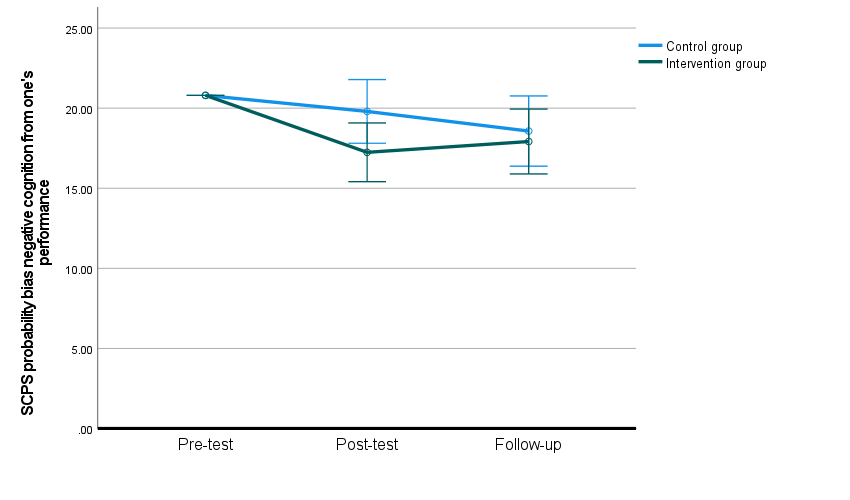 25.00
20.00
15.00
10.00
5.00
.00
SCPS probability bias negative cognition from one's
performance
Pre-test
Post-test
Follow-up
Control group
Intervention group